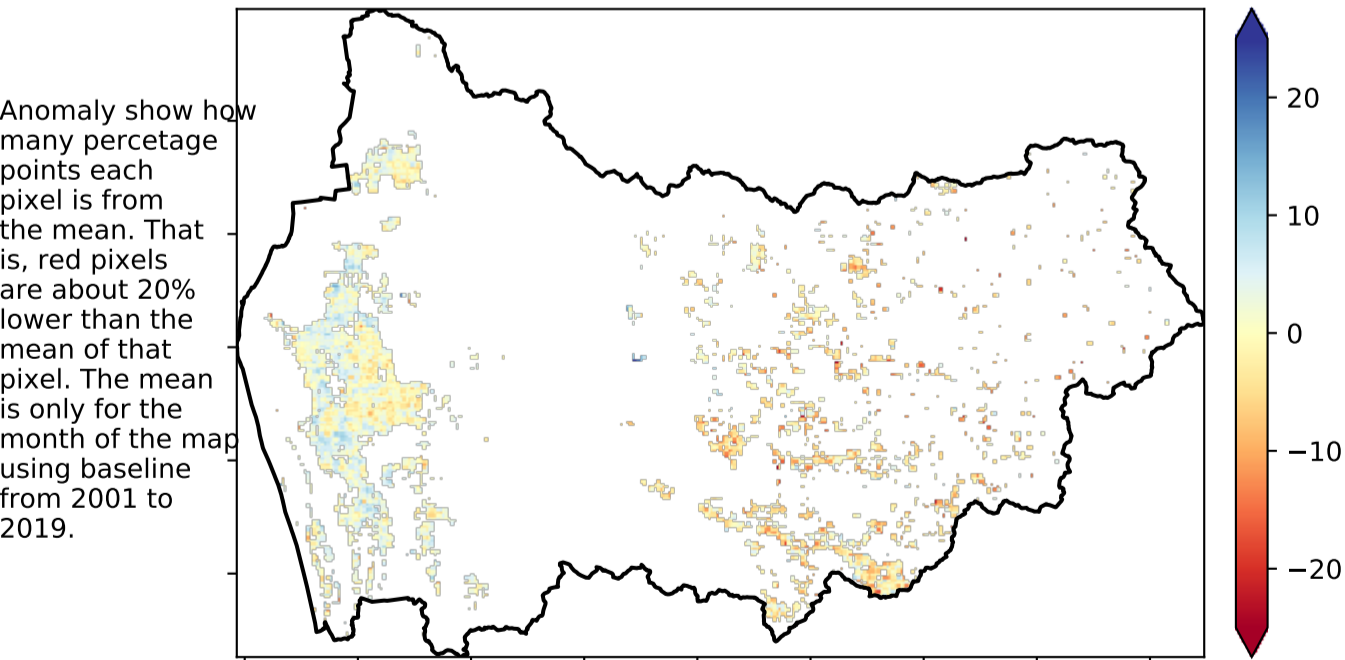 Anomaly show how
many percetage
points each
pixel is from
the mean. That
is, red pixels
are about 20%
lower than the
mean of that
pixel. The mean
is only for the
month of the map
using baseline
from 2001 to
2019.
20
10
0
−10
−20